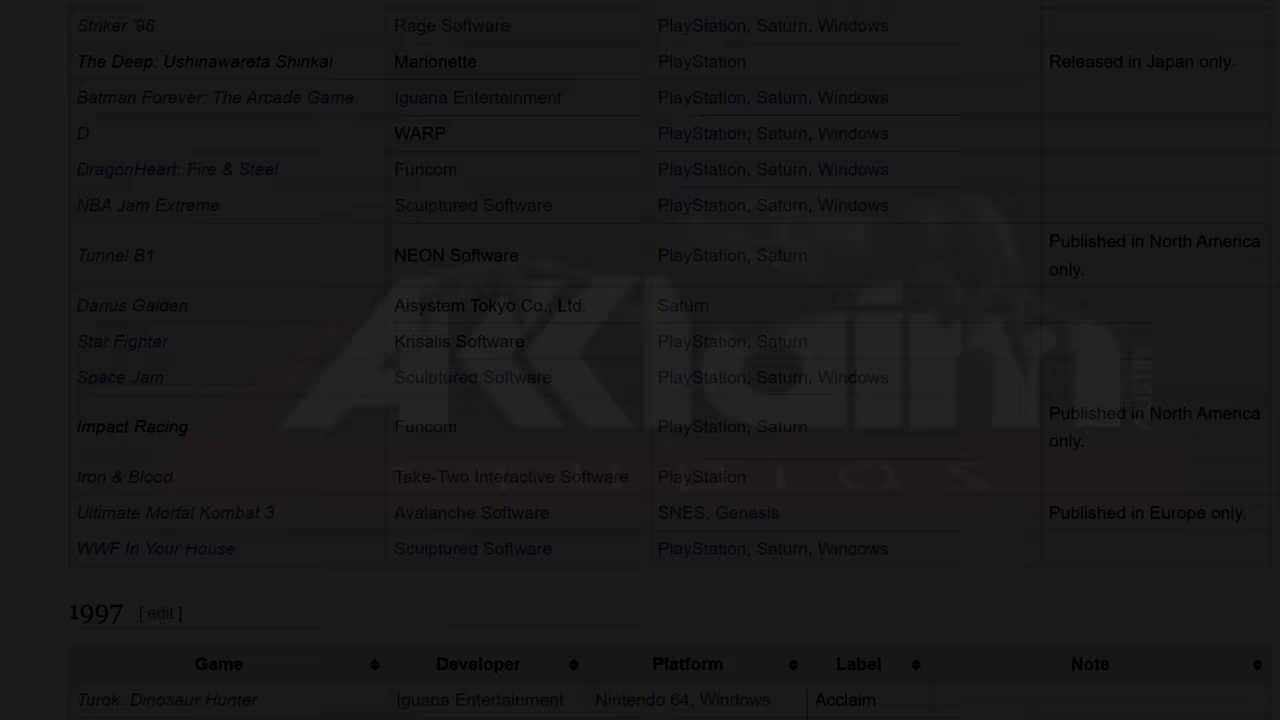 Striker '96 Rage Software PlayStation, Saturn, Windows
The Deep: Ushinawareta Shinkai Marionette PlayStation Released in Japan only.
Batman Forever: The Arcade Game Iguana Entertainment PlayStation, Saturn, Windows
D WARP PlayStation, Saturn, Windows
DragonHeart: Fire & Steel Funcom PlayStation, Saturn, Windows
NBA Jam Extreme Sculptured Software PlayStation, Saturn, Windows
Tunnel B1 NEON Software PlayStation, Saturn Published in North America
only.
Danus Gaiden Aisystem Tokyo Co., Ltd. Saturn
Star Fighter Krisalis Software PlayStation, Saturn
Space Jam Sculptured Software PlayStation, Saturn, Windows
Impact Racing Funcom PlayStation, Saturn Published in North America
only.
Iron & Blood Take-Two Interactive Software PlayStation
Ultimate Mortal Kombat 3 Avalanche Software SNES, Genesis Published in Europe only.
WWF In Your House Sculptured Software PlayStation, Saturn, Windows
AKKlaim
STUDIOS
1997 [ edit ]
Game Developer Platform Label Note
Turok: Dinosaur Hunter Iguana Entertainment Nintendo 64, Windows Acclaim